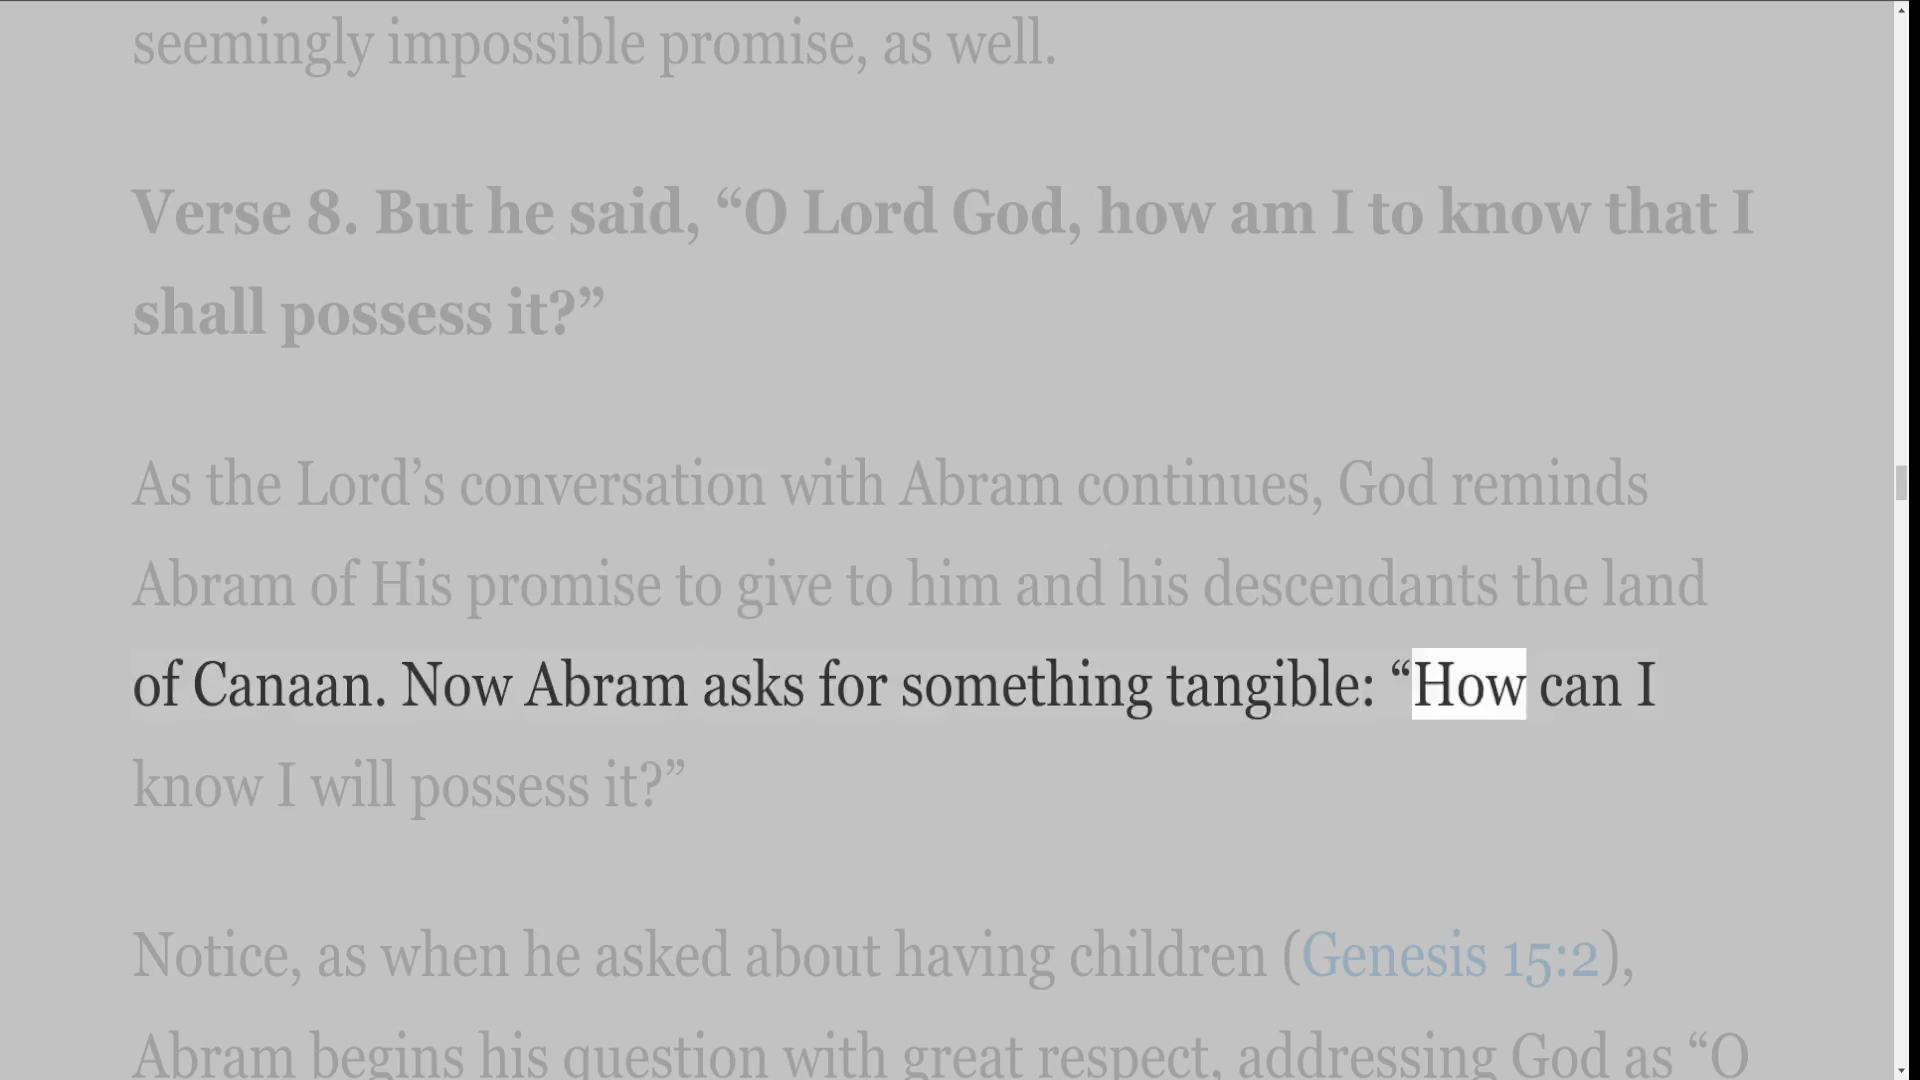 seemingly impossible promise, as well.
Verse 8. But he said, “O Lord God, how am I to know that I
shall possess it?”
As the Lord’s conversation with Abram continues, God reminds
Abram of His promise to give to him and his descendants the land
of Canaan. Now Abram asks for something tangible: “How can I
know I will possess it?”
Notice, as when he asked about having children (Genesis 15:2),
Abram begins his question with great respect, addressing God as “O